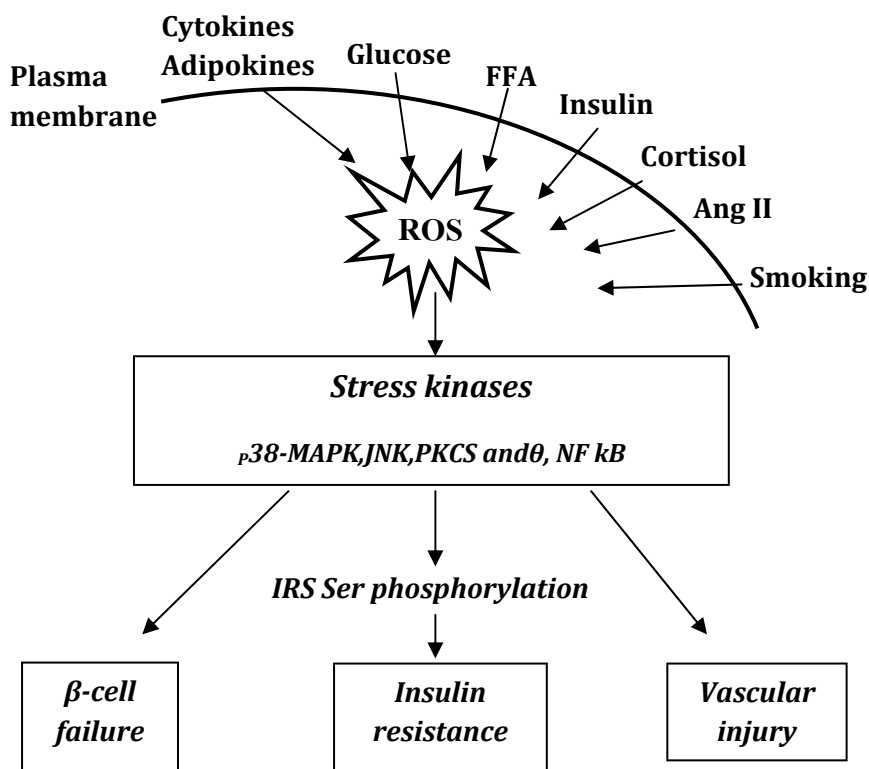 Cytokines
Adipokines
Glucose
FFA
Plasma
membrane
Insulin
Cortisol
Ang II
Smoking
ROS
Stress kinases
P38-MAPK,JNK,PKCS andθ, NF kB
IRS Ser phosphorylation
β-cell
failure
Insulin
resistance
Vascular
injury